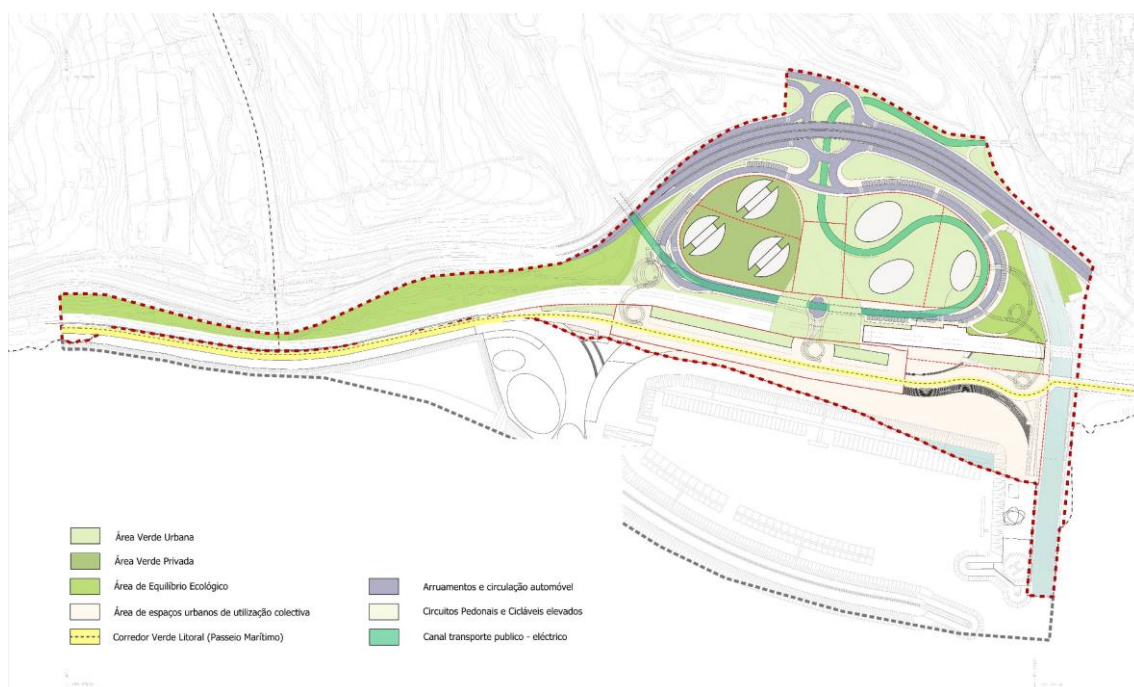 Área Verde Urbana
Área Verde Privada
Área de Equilíbrio Ecológico
Área de espaços urbanos de utilização colectiva
Corredor Verde Litoral (Passeio Marítimo)
Arruamentos e circulação automóvel
Circuitos Pedonais e Cicláveis elevados
Canal transporte publico - eléctrico